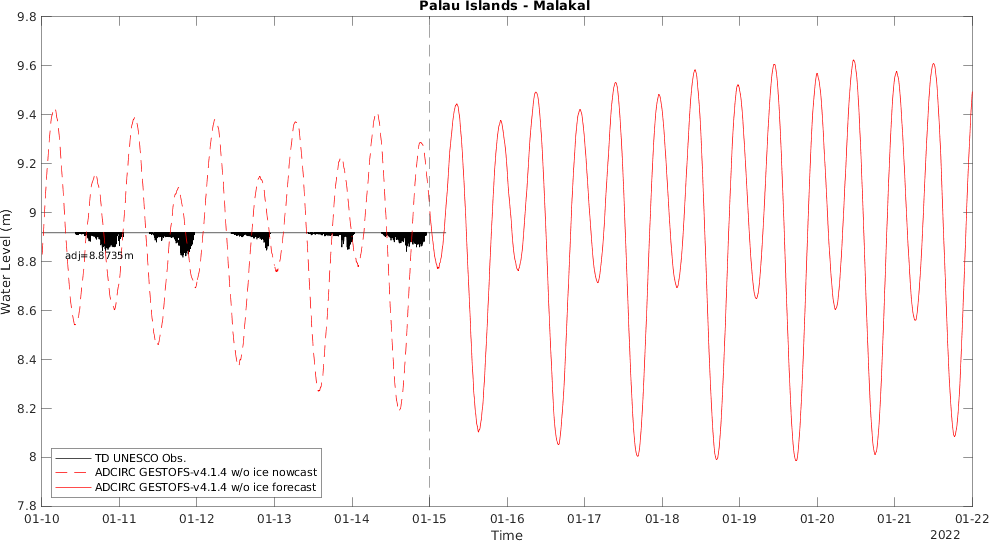 Palau Islands - Malakal
Water Level (m)
9.8
9.6
9.4
9.2
9
8.8
8.6
8.4
8.2
8
7.8
adj=8.8735m
TD UNESCO Obs.
ADCIRC GESTOFS-v4.1.4 w/o ice nowcast
ADCIRC GESTOFS-v4.1.4 w/o ice forecast
01-10 01-11 01-12 01-13 01-14 01-15 01-16 01-17 01-18 01-19 01-20 01-21 01-22
Time
2022